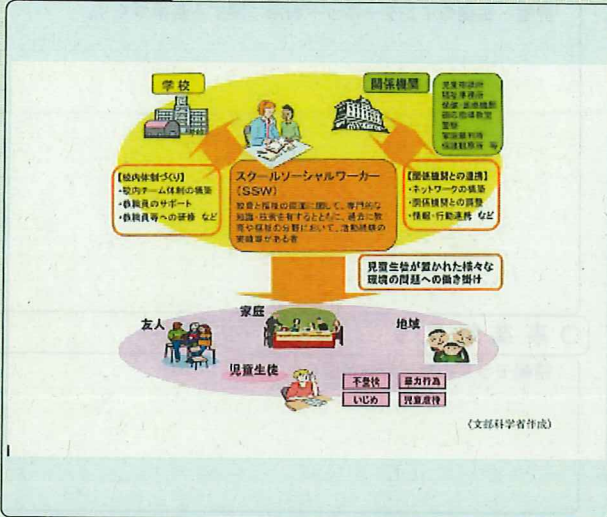 学校
関係機関
児童相談所
福祉事務所
保健・医療機関
適応指導教室
警察
家庭裁判所
保護観察所 等
【校内体制づくり】
・校内チーム体制の構築
・教職員のサポート
・教職員等への研修 など
スクールソーシャルワーカー
(SSW)
教育と福祉の両面に関して、専門的な
知識・技術を有するとともに、過去に教
育や福祉の分野において、活動経験の
実績等がある者
【関係機関との連携】
・ネットワークの構築
・関係機関との調整
・情報・行動連携 など
児童生徒が置かれた様々な
環境の問題への働き掛け
友人
家庭
地域
児童生徒
不登校
暴力行為
いじめ
児童虐待
(文部科学省作成)